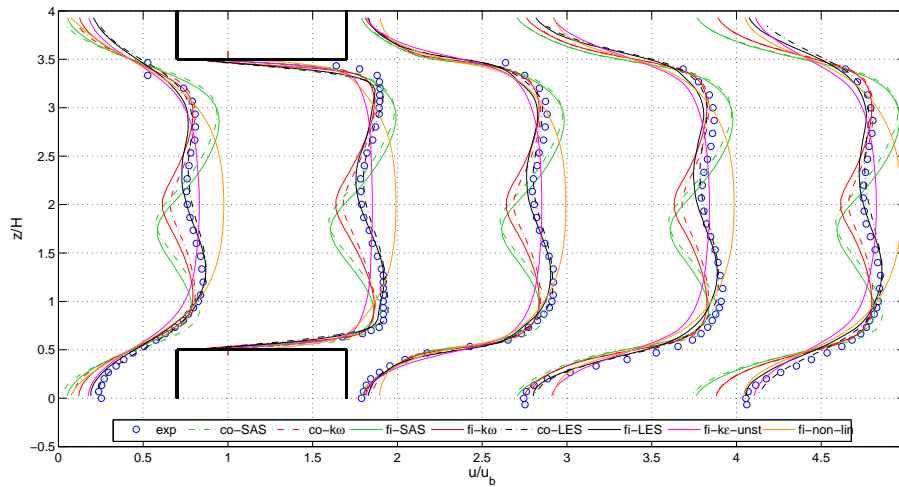 4
3.5
3
2.5
2
1.5
1
0.5
0
−0.5
z/H
exp co−SAS co−kω fi−SAS fi−kω co−LES fi−LES fi−kε−unst fi−non−lin
0 0.5 1 1.5 2 2.5 3 3.5 4 4.5
u/u_b